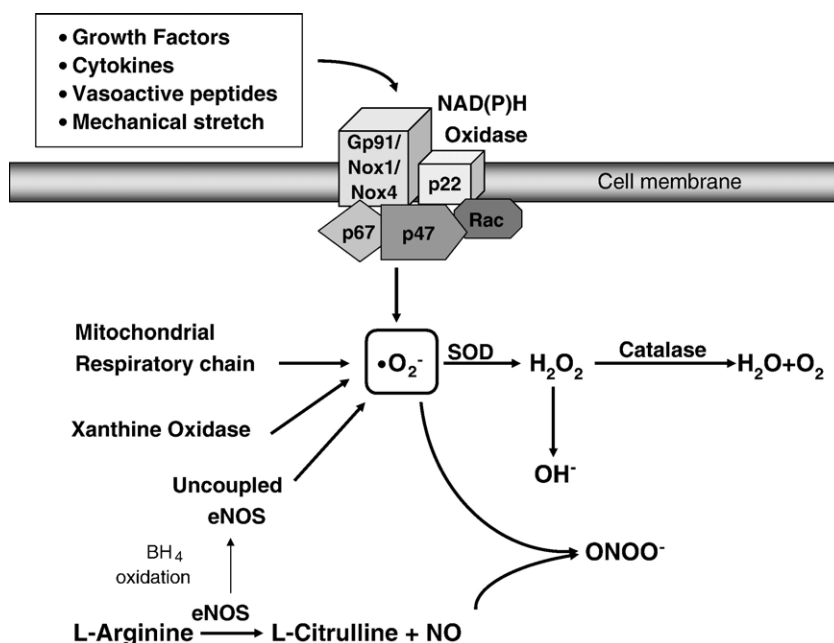 • Growth Factors
• Cytokines
• Vasoactive peptides
• Mechanical stretch
NAD(P)H
Oxidase
Gp91/
Nox1/
Nox4
p22
Cell membrane
p67
p47
Rac
Mitochondrial
Respiratory chain
•O₂⁻
SOD
H₂O₂
Catalase
H₂O+O₂
Xanthine Oxidase
OH⁻
Uncoupled
eNOS
BH₄
oxidation
ONOO⁻
eNOS
L-Arginine
L-Citrulline + NO